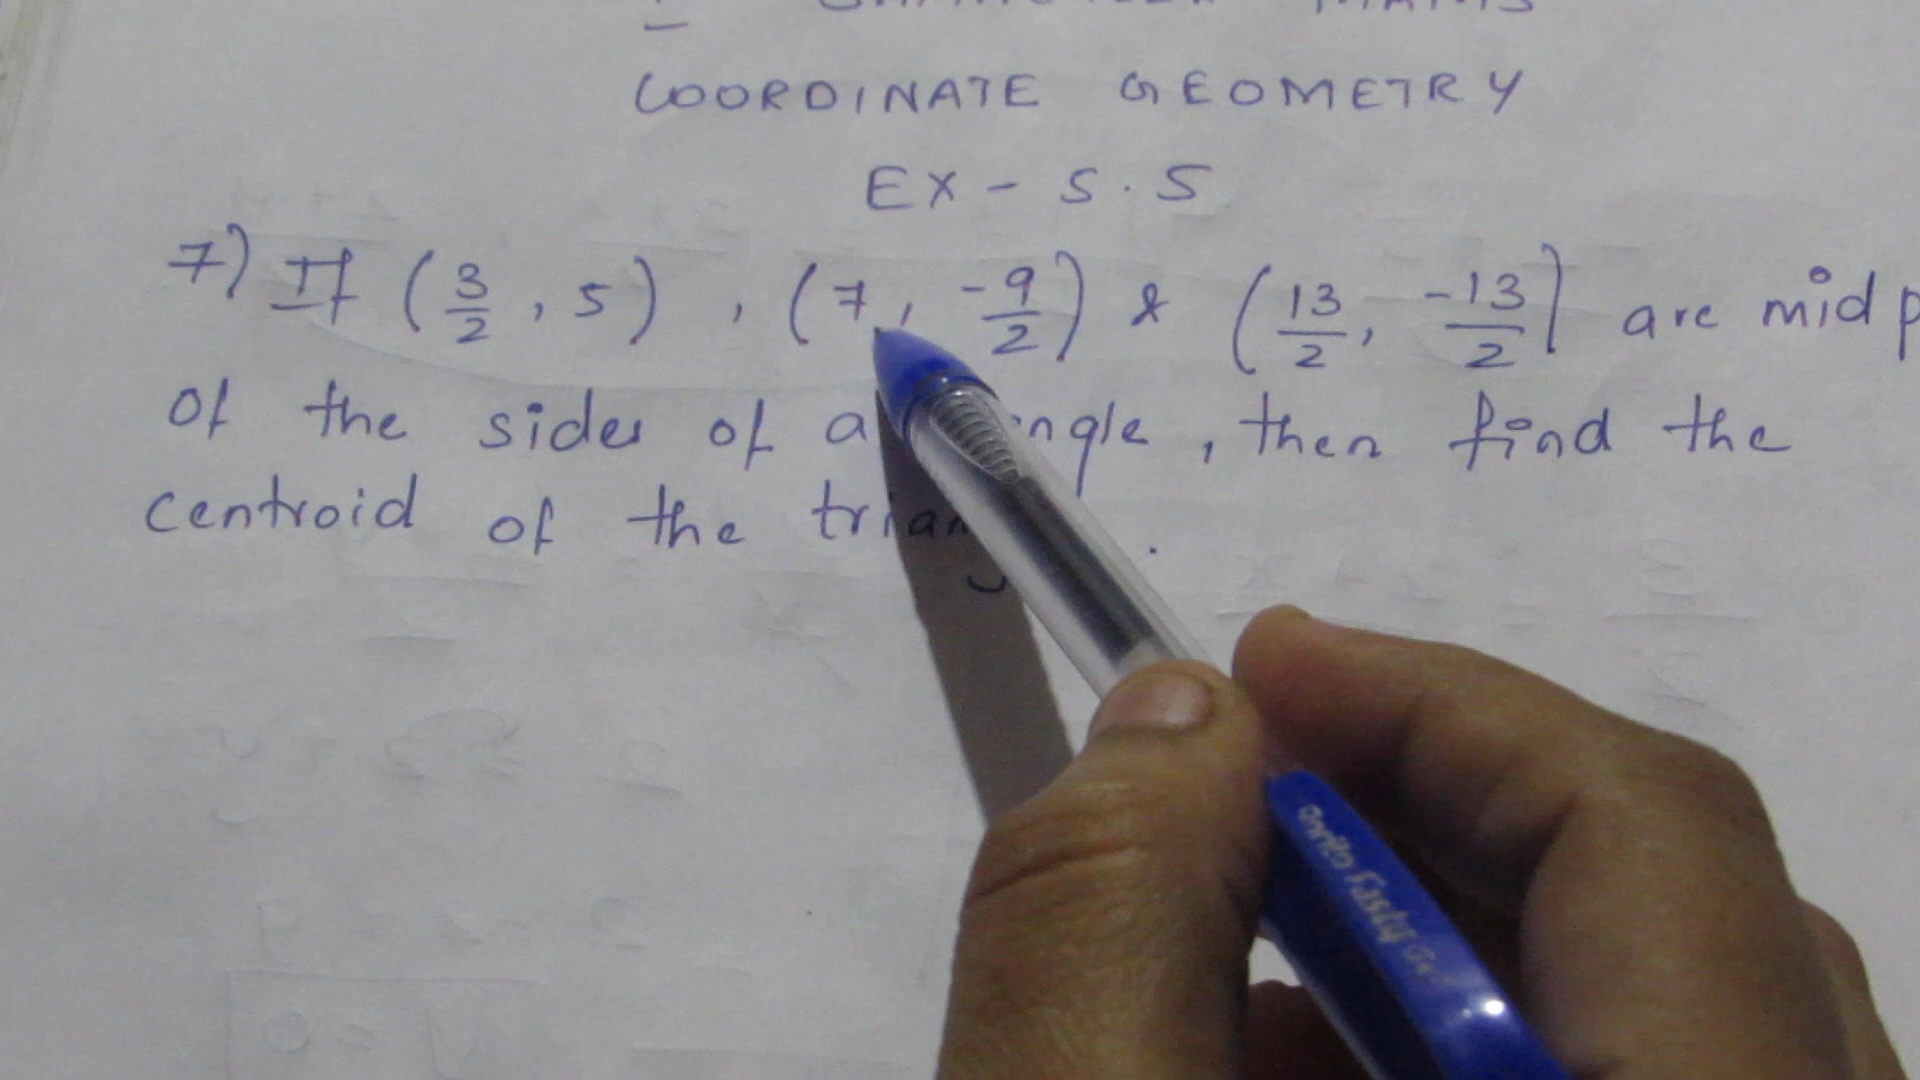 COORDINATE GEOMETRY
EX - 5.5
7) If (3/2, 5), (7, -9/2) & (13/2, -13/2) are mid p
of the sides of a ngle, then find the
centroid of the trian .